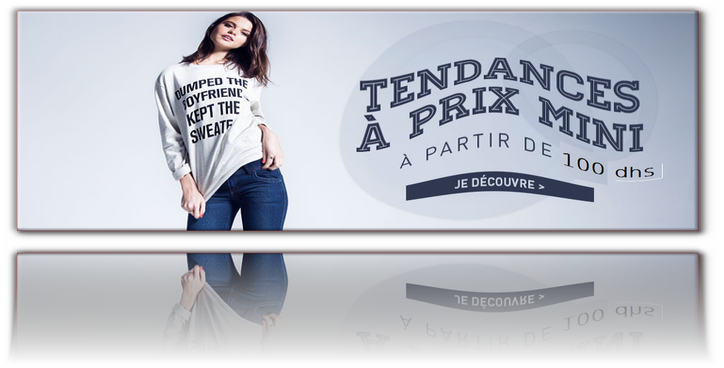 DUMPED THE
BOYFRIEND
KEPT THE
SWEATER
TENDANCES
À PRIX MINI
À PARTIR DE 100 dhs
JE DÉCOUVRE >